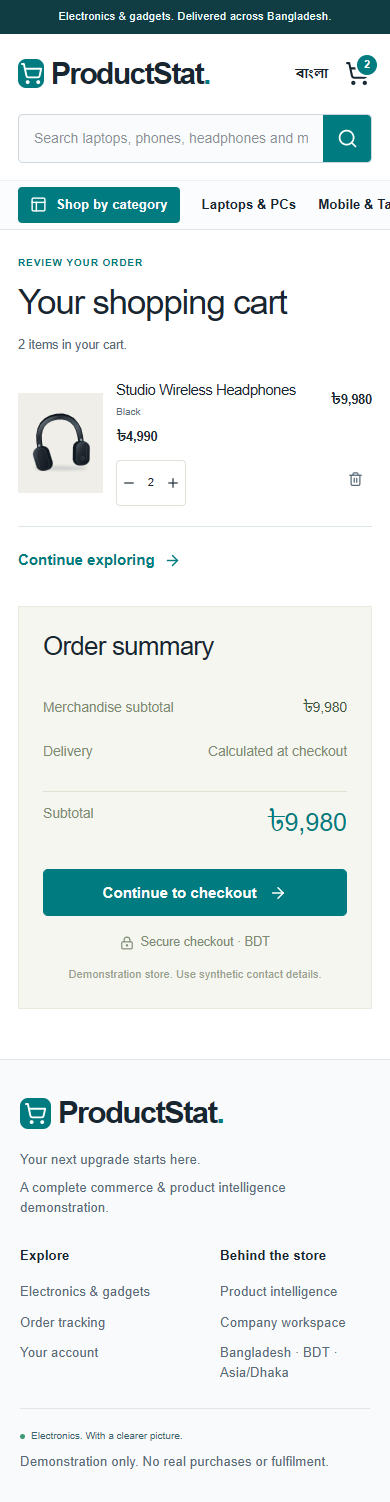 Electronics & gadgets. Delivered across Bangladesh.
ProductStat.
বাংলা
2
Search laptops, phones, headphones and m
Shop by category
Laptops & PCs
Mobile & Ta
REVIEW YOUR ORDER
Your shopping cart
2 items in your cart.
Studio Wireless Headphones
৳9,980
Black
৳4,990
− 2 +
Continue exploring →
Order summary
Merchandise subtotal ৳9,980
Delivery Calculated at checkout
Subtotal ৳9,980
Continue to checkout →
Secure checkout · BDT
Demonstration store. Use synthetic contact details.
ProductStat.
Your next upgrade starts here.
A complete commerce & product intelligence
demonstration.
Explore
Electronics & gadgets
Order tracking
Your account
Behind the store
Product intelligence
Company workspace
Bangladesh · BDT ·
Asia/Dhaka
Electronics. With a clearer picture.
Demonstration only. No real purchases or fulfilment.